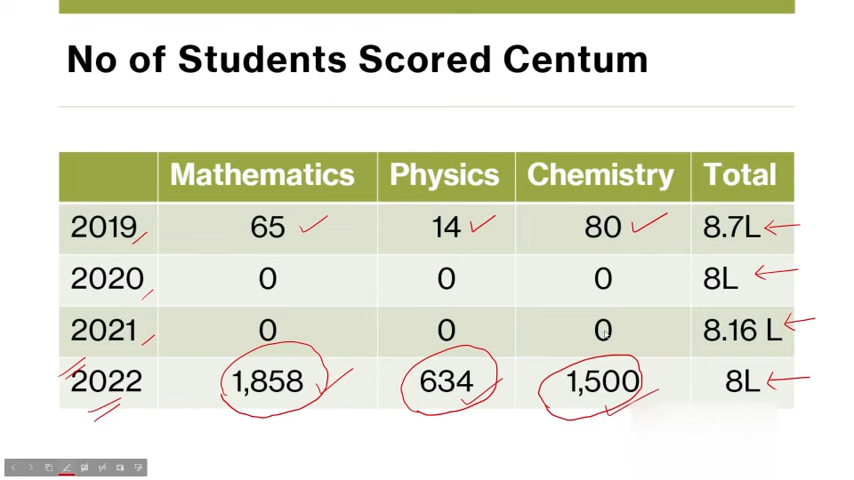 No of Students Scored Centum
Mathematics Physics Chemistry Total
2019 65 14 80 8.7L
2020 0 0 0 8L
2021 0 0 0 8.16 L
2022 1,858 634 1,500 8L